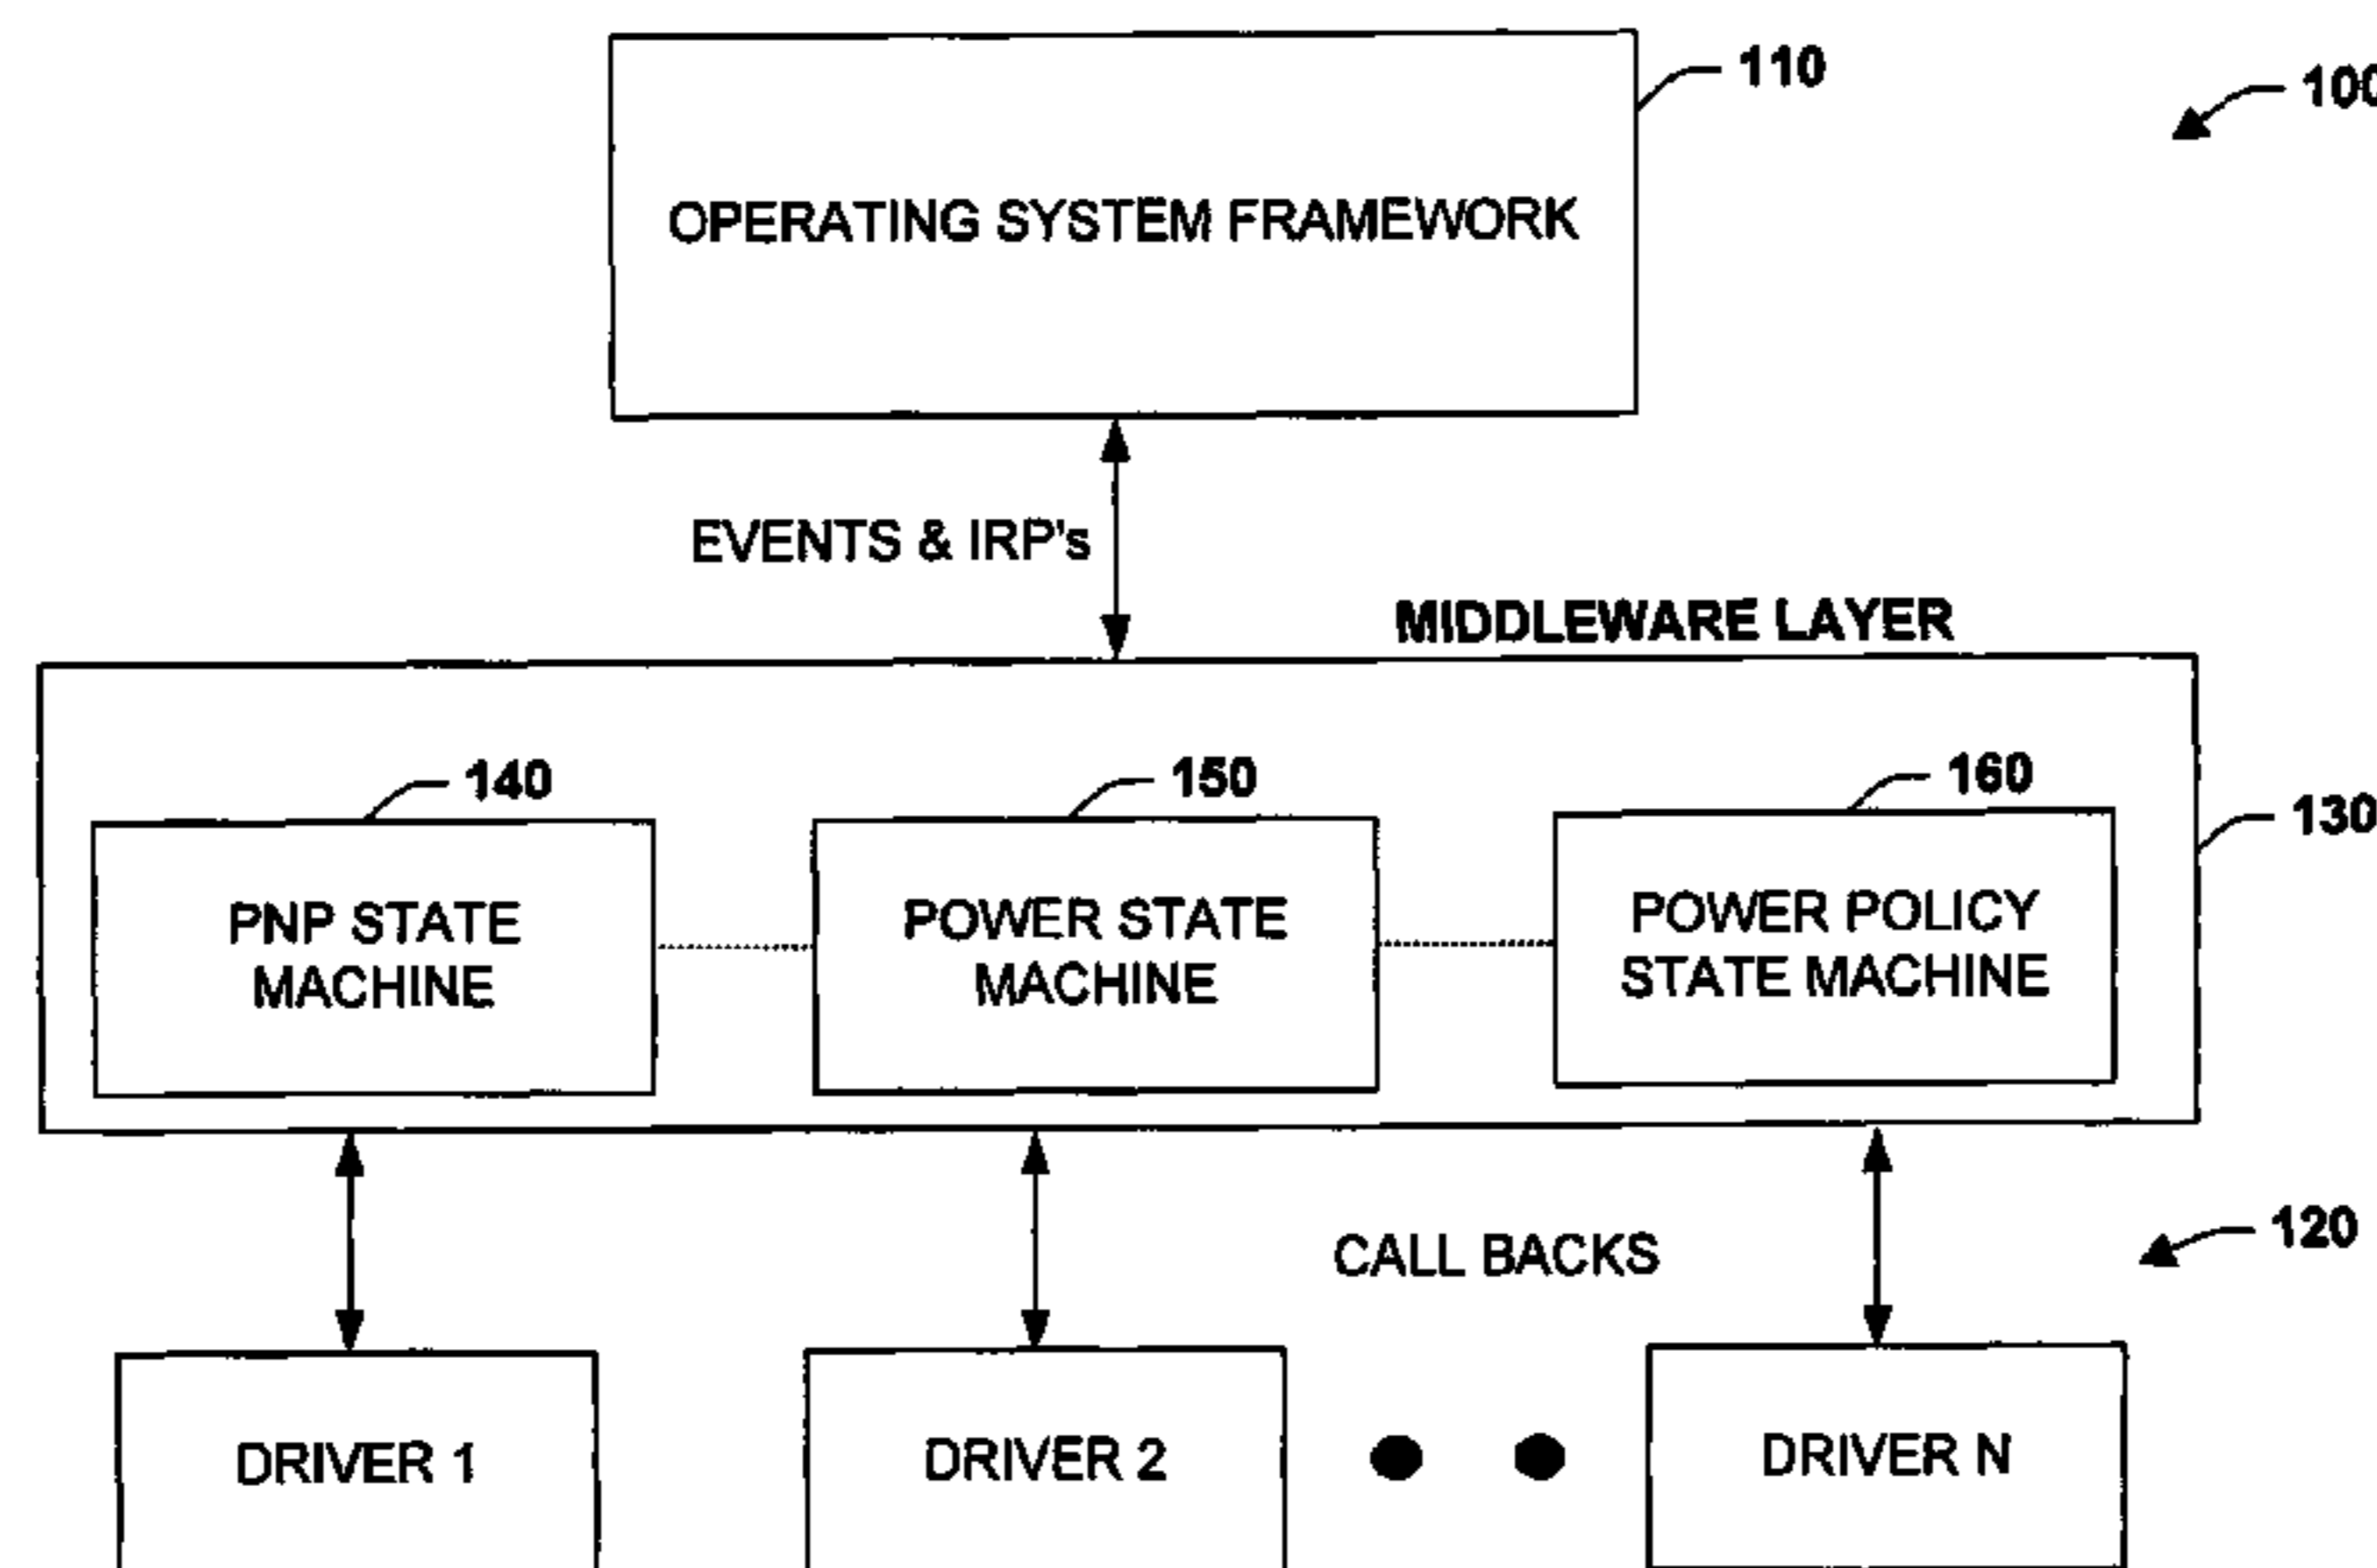 110
100
OPERATING SYSTEM FRAMEWORK
EVENTS & IRP's
MIDDLEWARE LAYER
140
150
160
130
PNP STATE
MACHINE
POWER STATE
MACHINE
POWER POLICY
STATE MACHINE
CALL BACKS
120
DRIVER 1
DRIVER 2
DRIVER N